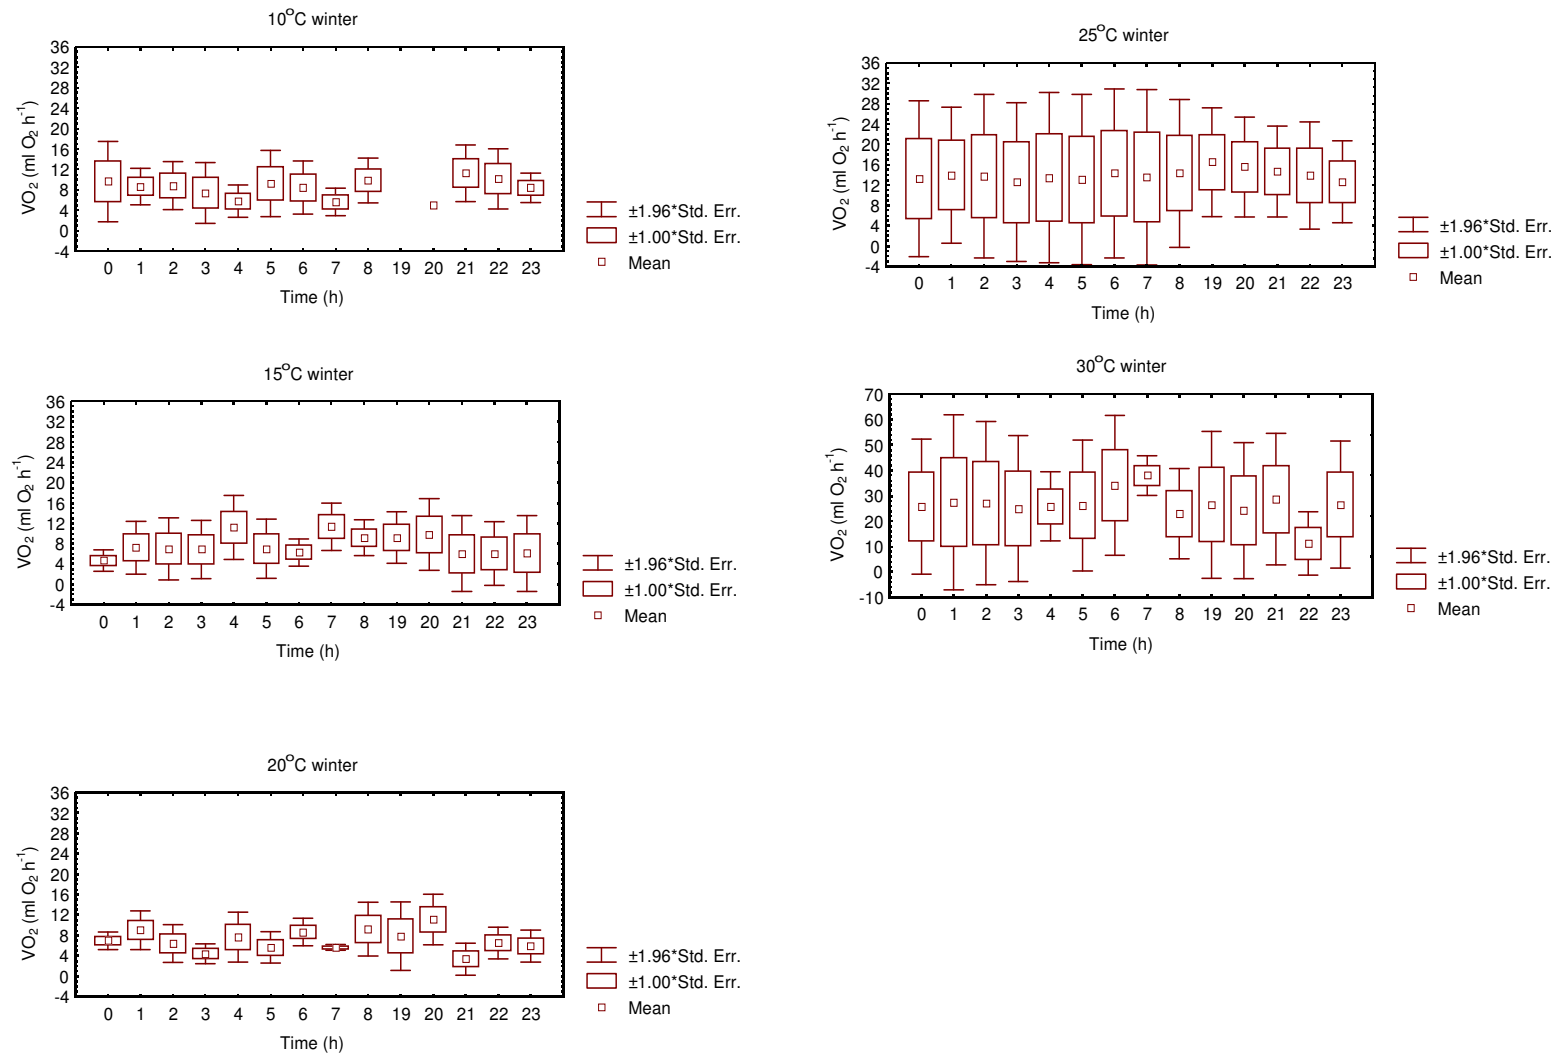 10°C winter
36
32
28
24
20
16
12
8
4
0
-4
VO₂ (ml O₂ h⁻¹)
0 1 2 3 4 5 6 7 8 19 20 21 22 23
Time (h)
±1.96*Std. Err.
±1.00*Std. Err.
Mean
25°C winter
36
32
28
24
20
16
12
8
4
0
-4
VO₂ (ml O₂ h⁻¹)
0 1 2 3 4 5 6 7 8 19 20 21 22 23
Time (h)
±1.96*Std. Err.
±1.00*Std. Err.
Mean
15°C winter
36
32
28
24
20
16
12
8
4
0
-4
VO₂ (ml O₂ h⁻¹)
0 1 2 3 4 5 6 7 8 19 20 21 22 23
Time (h)
±1.96*Std. Err.
±1.00*Std. Err.
Mean
30°C winter
70
60
50
40
30
20
10
0
-10
VO₂ (ml O₂ h⁻¹)
0 1 2 3 4 5 6 7 8 19 20 21 22 23
Time (h)
±1.96*Std. Err.
±1.00*Std. Err.
Mean
20°C winter
36
32
28
24
20
16
12
8
4
0
-4
VO₂ (ml O₂ h⁻¹)
0 1 2 3 4 5 6 7 8 19 20 21 22 23
Time (h)
±1.96*Std. Err.
±1.00*Std. Err.
Mean